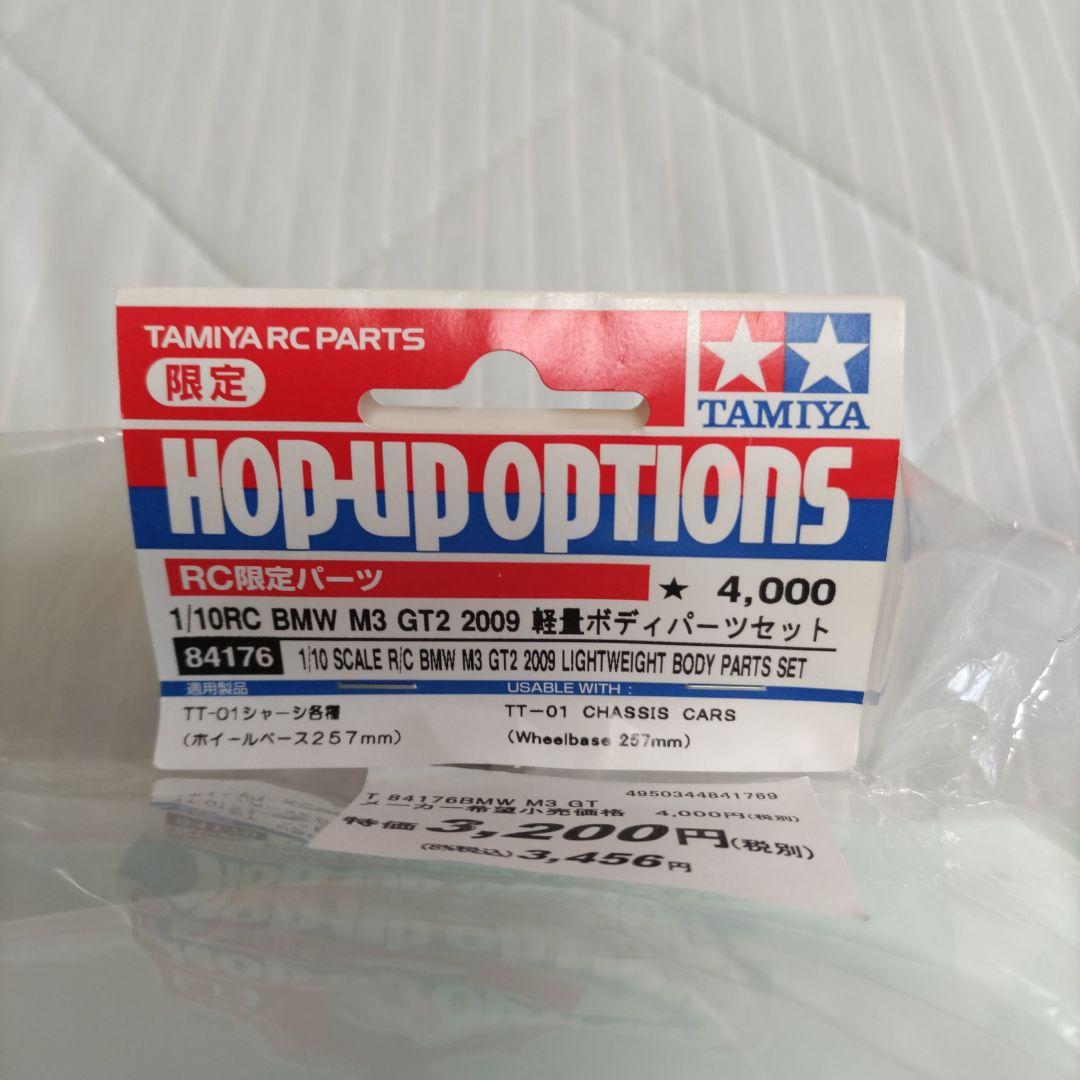 TAMIYA RC PARTS
限定
TAMIYA
HOP-UP OPTIONS
RC限定パーツ
★ 4,000
1/10RC BMW M3 GT2 2009 軽量ボディパーツセット
84176 1/10 SCALE R/C BMW M3 GT2 2009 LIGHTWEIGHT BODY PARTS SET
適用製品
USABLE WITH :
TT-01シャーシ各種
(ホイールベース257mm)
TT-01 CHASSIS CARS
(Wheelbase 257mm)
T 84176BMW M3 GT 4950344841769
メーカー希望小売価格 4,000円(税別)
特価 3,200円(税別)
(8%税込) 3,456円